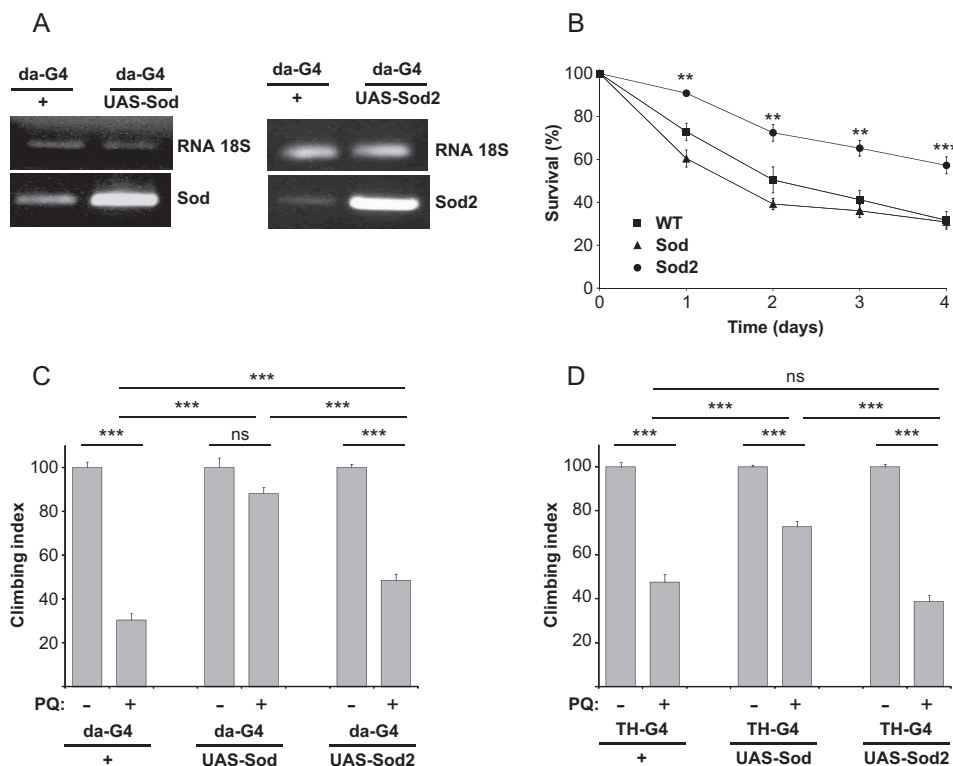 A
da-G4
+
da-G4
UAS-Sod
RNA 18S
Sod
da-G4
+
da-G4
UAS-Sod2
RNA 18S
Sod2
B
Survival (%)
100
80
60
40
20
0
**
**
**
***
WT
Sod
Sod2
0 1 2 3 4
Time (days)
C
***
*** ***
*** ns ***
Climbing index
100
80
60
40
20
PQ: - + - + - +
da-G4 da-G4 da-G4
+ UAS-Sod UAS-Sod2
D
ns
*** ***
*** *** ***
Climbing index
100
80
60
40
20
PQ: - + - + - +
TH-G4 TH-G4 TH-G4
+ UAS-Sod UAS-Sod2